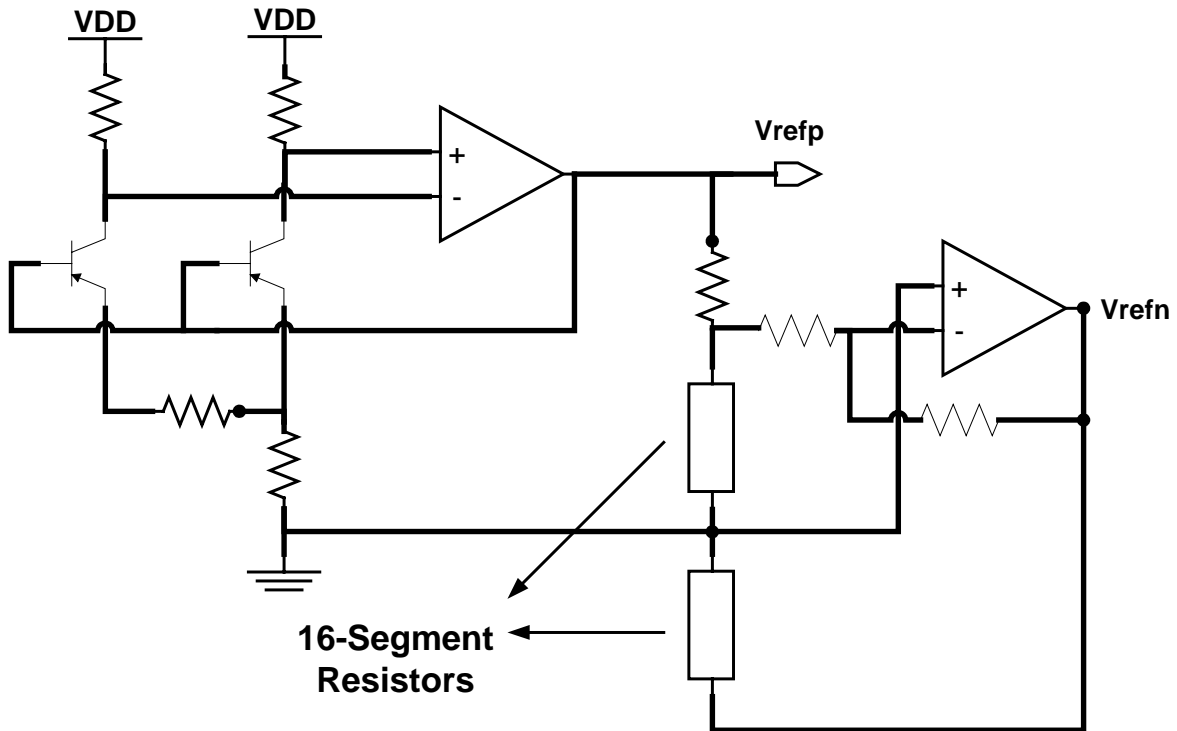 VDD
VDD
+
-
Vrefp
+
-
Vrefn
16-Segment
Resistors